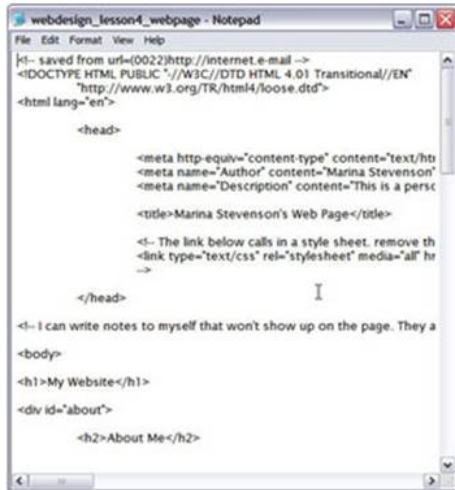 webdesign_lesson4_webpage - Notepad
File Edit Format View Help
<!-- saved from url=(0022)http://internet.e-mail -->
<!DOCTYPE HTML PUBLIC "-//W3C//DTD HTML 4.01 Transitional//EN"
"http://www.w3.org/TR/html4/loose.dtd">
<html lang="en">
<head>
<meta http-equiv="content-type" content="text/htr
<meta name="Author" content="Marina Stevenson"
<meta name="Description" content="This is a perso
<title>Marina Stevenson's Web Page</title>
<!-- The link below calls in a style sheet. remove th
<link type="text/css" rel="stylesheet" media="all" hr
-->
</head>
<!-- I can write notes to myself that won't show up on the page. They a
<body>
<h1>My Website</h1>
<div id="about">
<h2>About Me</h2>